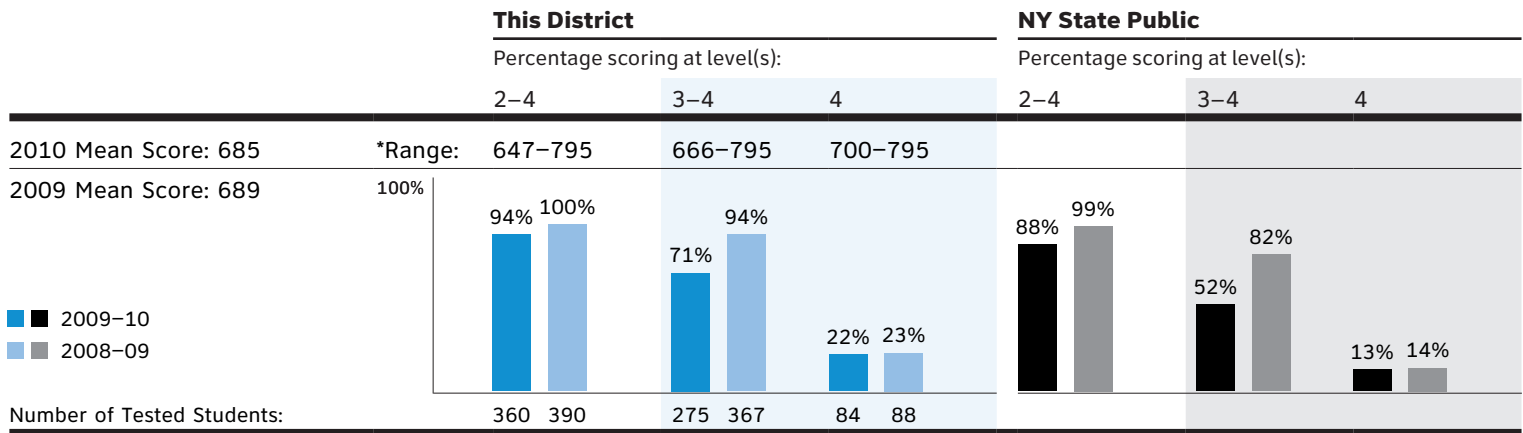 This District NY State Public
Percentage scoring at level(s): Percentage scoring at level(s):
2–4 3–4 4 2–4 3–4 4
2010 Mean Score: 685 *Range: 647–795 666–795 700–795
2009 Mean Score: 689 100%
94% 100% 71% 94% 22% 23% 88% 99% 52% 82% 13% 14%
2009–10
2008–09
Number of Tested Students: 360 390 275 367 84 88